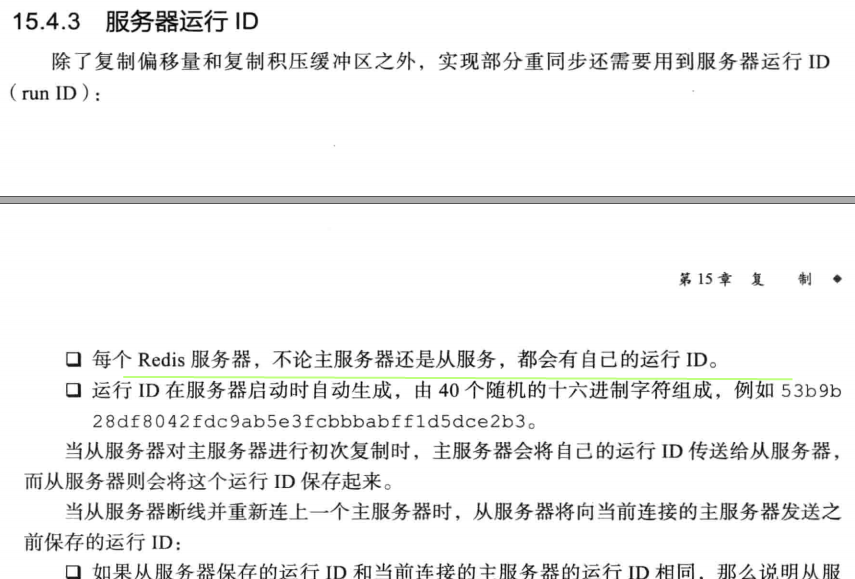 15.4.3 服务器运行 ID
除了复制偏移量和复制积压缓冲区之外，实现部分重同步还需要用到服务器运行 ID
（run ID）：
第 15 章 复 制 ◆
❑ 每个 Redis 服务器，不论主服务器还是从服务，都会有自己的运行 ID。
❑ 运行 ID 在服务器启动时自动生成，由 40 个随机的十六进制字符组成，例如 53b9b
28df8042fdc9ab5e3fcbbbabff1d5dce2b3。
当从服务器对主服务器进行初次复制时，主服务器会将自己的运行 ID 传送给从服务器，
而从服务器则会将这个运行 ID 保存起来。
当从服务器断线并重新连上一个主服务器时，从服务器将向当前连接的主服务器发送之
前保存的运行 ID：
❑ 如果从服务器保存的运行 ID 和当前连接的主服务器的运行 ID 相同，那么说明从服